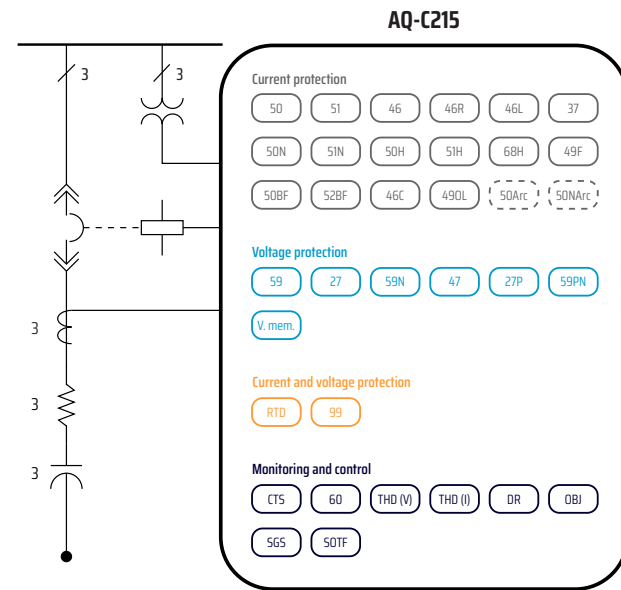 AQ-C215
3
3
Current protection
50 51 46 46R 46L 37
50N 51N 50H 51H 68H 49F
50BF 52BF 46C 49OL 50Arc 50NArc
Voltage protection
59 27 59N 47 27P 59PN
V. mem.
3
Current and voltage protection
3
RTD 99
Monitoring and control
3
CTS 60 THD (V) THD (I) DR OBJ
SGS SOTF